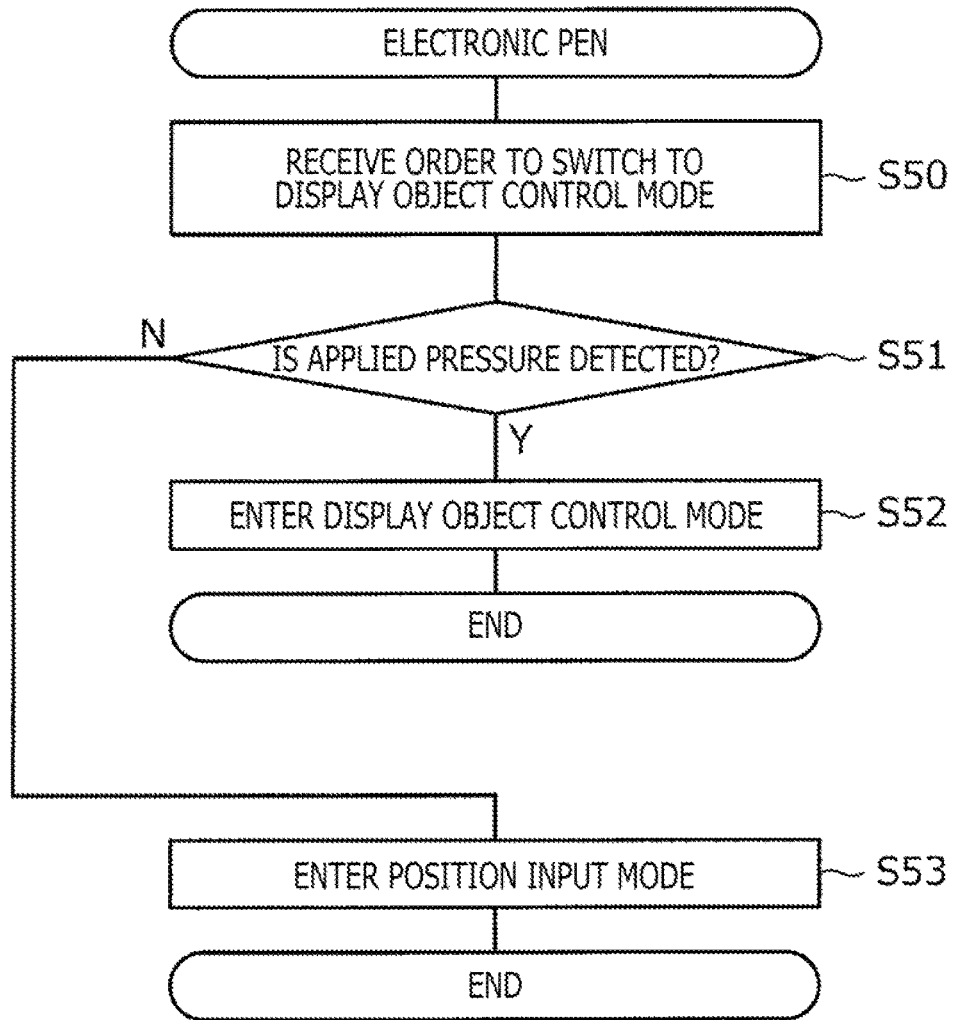 ELECTRONIC PEN
RECEIVE ORDER TO SWITCH TO
DISPLAY OBJECT CONTROL MODE
S50
N
IS APPLIED PRESSURE DETECTED?
S51
Y
ENTER DISPLAY OBJECT CONTROL MODE
S52
END
ENTER POSITION INPUT MODE
S53
END